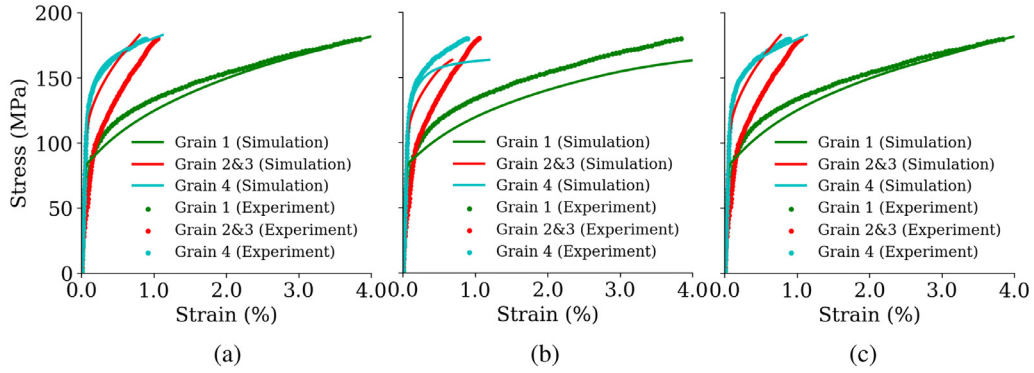 200
150
100
50
0
Stress (MPa)
Grain 1 (Simulation)
Grain 2&3 (Simulation)
Grain 4 (Simulation)
Grain 1 (Experiment)
Grain 2&3 (Experiment)
Grain 4 (Experiment)
0.0 1.0 2.0 3.0 4.0
Strain (%)
(a)
Grain 1 (Simulation)
Grain 2&3 (Simulation)
Grain 4 (Simulation)
Grain 1 (Experiment)
Grain 2&3 (Experiment)
Grain 4 (Experiment)
0.0 1.0 2.0 3.0 4.0
Strain (%)
(b)
Grain 1 (Simulation)
Grain 2&3 (Simulation)
Grain 4 (Simulation)
Grain 1 (Experiment)
Grain 2&3 (Experiment)
Grain 4 (Experiment)
0.0 1.0 2.0 3.0 4.0
Strain (%)
(c)